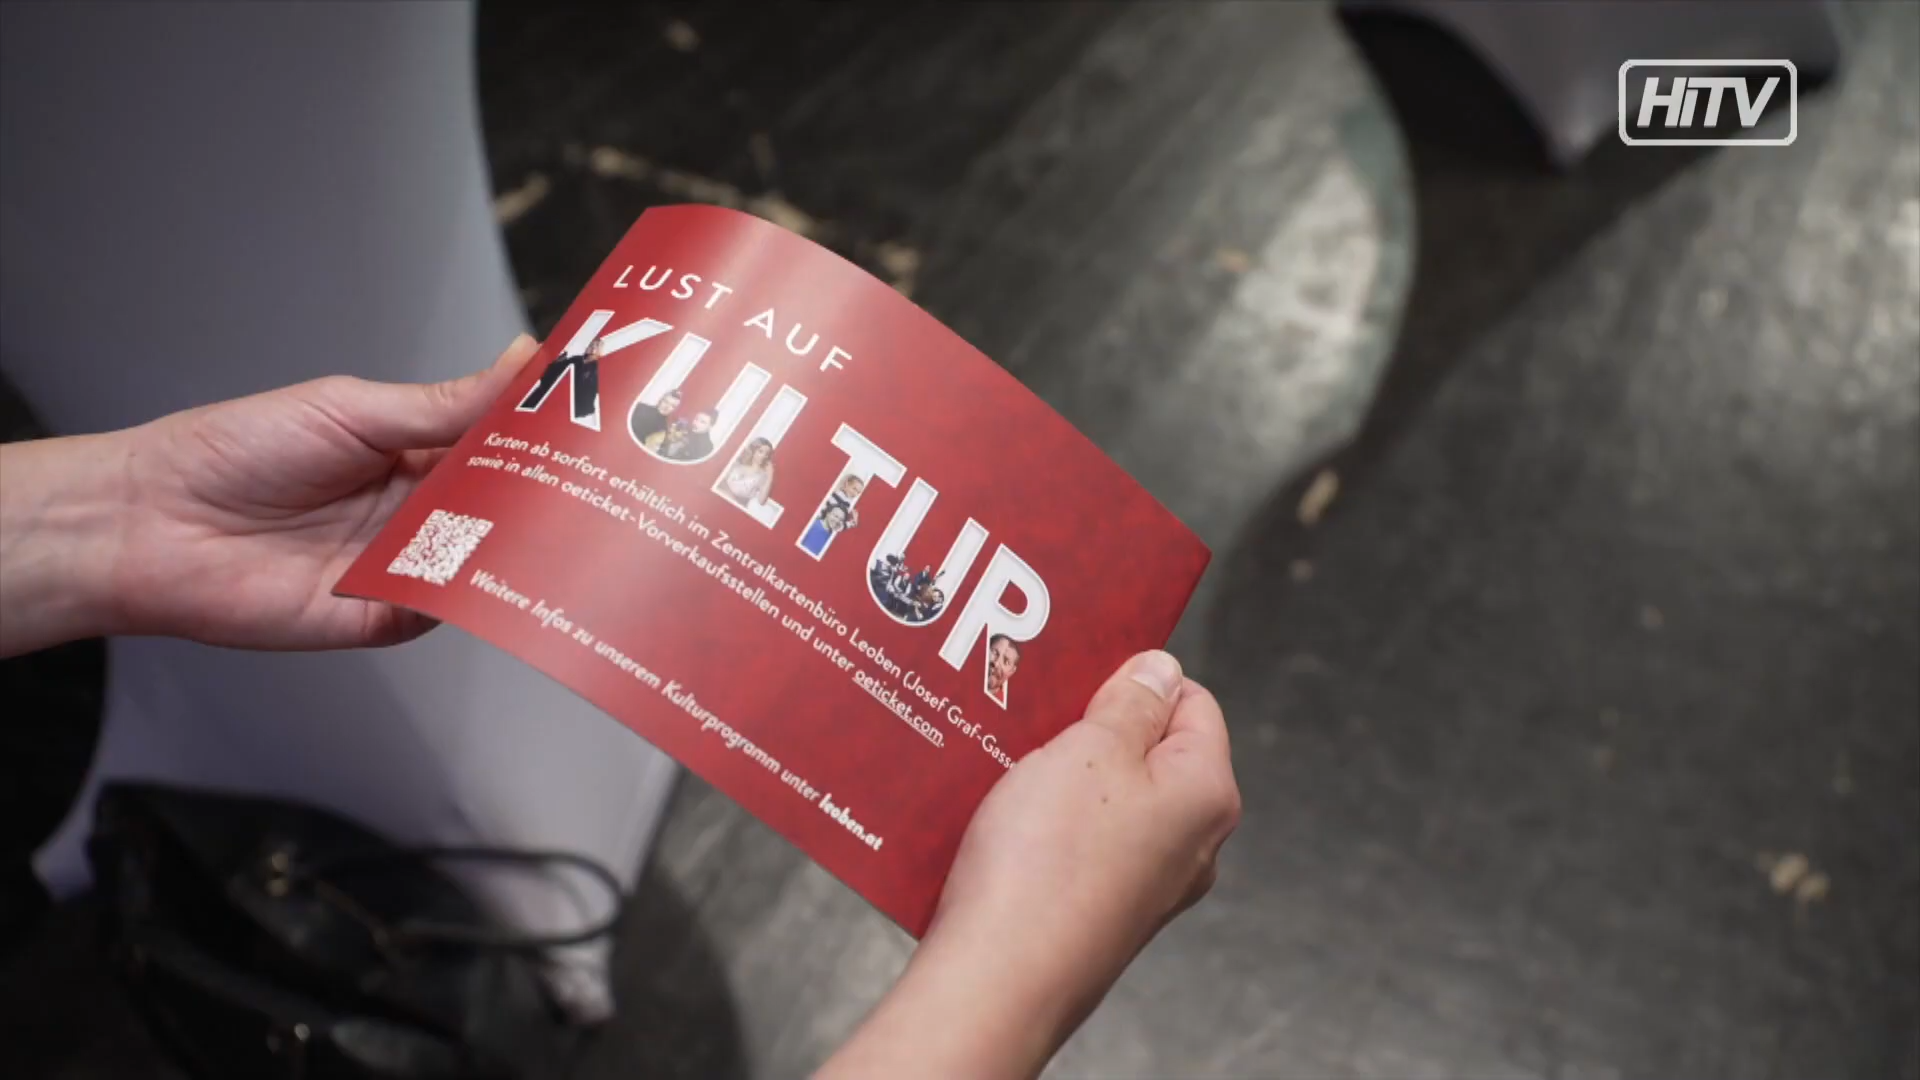 HiTV
LUST AUF
KULTUR
Karten ab sorfort erhältlich im Zentralkartenbüro Leoben (Josef Graf-Gasse
sowie in allen oeticket-Vorverkaufsstellen und unter oeticket.com.
Weitere Infos zu unserem Kulturprogramm unter leoben.at